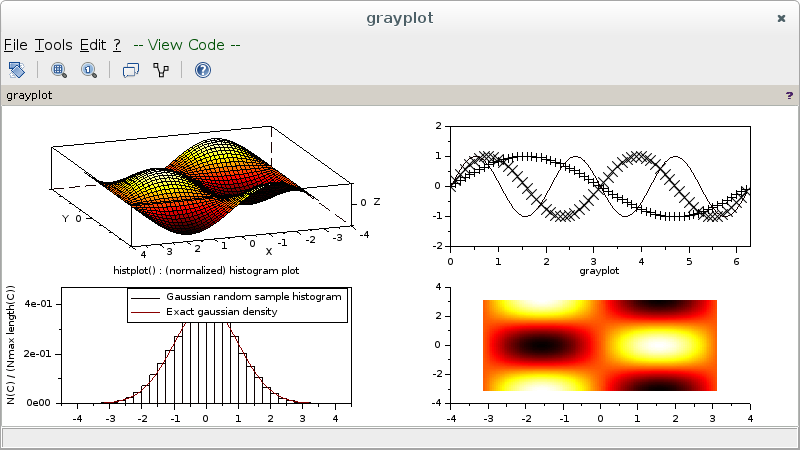 grayplot
File Tools Edit ? -- View Code --
grayplot ?
Y 0
0 Z
4 3 2 1 0 -1 -2 -3 -4
X
2
1
0
-1
-2
0 1 2 3 4 5 6
histplot() : (normalized) histogram plot
N(C) / (Nmax length(C))
Gaussian random sample histogram
Exact gaussian density
4e-01
2e-01
0e00
-4 -3 -2 -1 0 1 2 3 4
grayplot
4
2
0
-2
-4
-4 -3 -2 -1 0 1 2 3 4